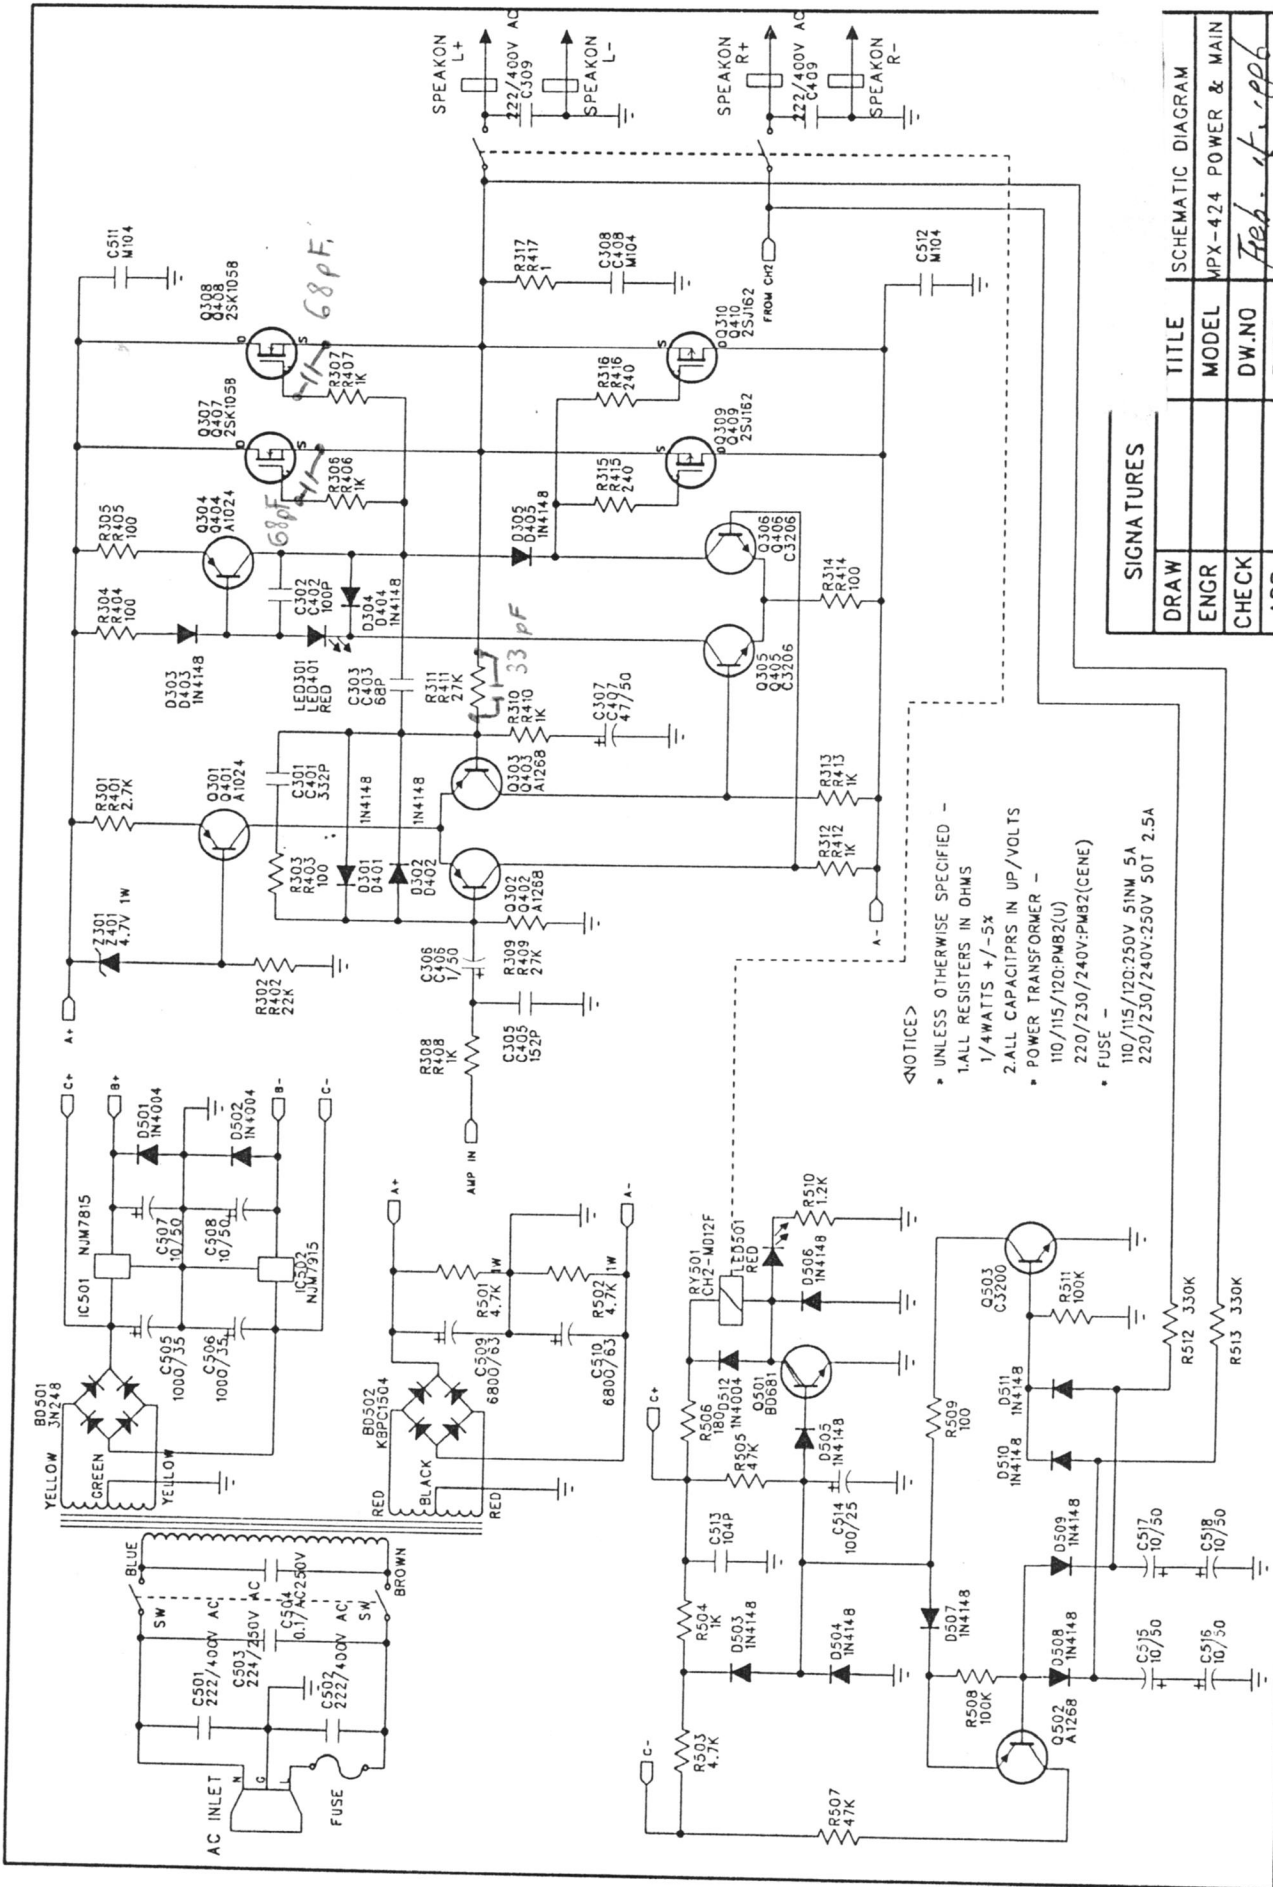 AC INLET
N
G
L
FUSE
C501
222/400V AC
C503
224/250V AC
C502
222/400V AC
SW
SW
C504
0.1/AC250V
BLUE
BROWN
YELLOW
GREEN
YELLOW
BD501
3N248
C505
1000/35
C506
1000/35
IC501
NJM7815
IC502
NJM7915
C507
10/50
C508
10/50
D501
1N4004
D502
1N4004
C+
B+
B-
C-
RED
BLACK
RED
BD502
KBPC1504
C509
6800/63
C510
6800/63
R501
4.7K
1W
R502
4.7K
1W
A+
A-
A+
Z301
Z401
4.7V 1W
R302
R402
22K
R301
R401
2.7K
Q301
Q401
A1024
R303
R403
100
C301
C401
332P
D301
D401
1N4148
D302
D402
1N4148
AMP IN
R308
R408
1K
C305
C405
152P
C306
C406
1/50
R309
R409
27K
Q302
Q402
A1268
Q303
Q403
A1268
R312
R412
1K
R313
R413
1K
A-
R304
R404
100
D303
D403
1N4148
LED301
LED401
RED
R305
R405
100
Q304
Q404
A1024
C302
C402
100P
D304
D404
1N4148
C303
C403
68P
R311
R411
27K
33 pF
R310
R410
1K
C307
C407
47/50
D305
D405
1N4148
Q305
Q405
C3206
Q306
Q406
C3206
R314
R414
100
Q307
Q407
2SK1058
D
S
68pF
R306
R406
1K
Q308
Q408
2SK1058
D
S
68pF
R307
R407
1K
R315
R415
240
Q309
Q409
2SJ162
S
D
R316
R416
240
Q310
Q410
2SJ162
S
D
C511
M104
R317
R417
1
C308
C408
M104
C512
M104
FROM CH2
SPEAKON
L+
222/400V AC
C309
SPEAKON
L-
SPEAKON
R+
222/400V AC
C409
SPEAKON
R-
C-
R503
4.7K
R504
1K
C513
104P
C+
D503
1N4148
D504
1N4148
R505
47K
R506
180
D512
1N4004
D505
1N4148
C514
100/25
Q501
BD681
RY501
CH2-M012F
LED501
RED
D506
1N4148
R510
1.2K
R507
47K
R508
100K
D507
1N4148
Q502
A1268
D508
1N4148
D509
1N4148
C515
10/50
C516
10/50
C517
10/50
C518
10/50
R509
100
D510
1N4148
D511
1N4148
Q503
C3200
R511
100K
R512 330K
R513 330K
<NOTICE>
* UNLESS OTHERWISE SPECIFIED -
1.ALL RESISTERS IN OHMS
1/4WATTS +/-5%
2.ALL CAPACITPRS IN UP/VOLTS
* POWER TRANSFORMER -
110/115/120:PM82(U)
220/230/240V:PM82(CENE)
* FUSE -
110/115/120:250V 51NM 5A
220/230/240V:250V 50T 2.5A
SIGNATURES
DRAW
ENGR
CHECK
TITLE SCHEMATIC DIAGRAM
MODEL MPX-424 POWER & MAIN
DW.NO